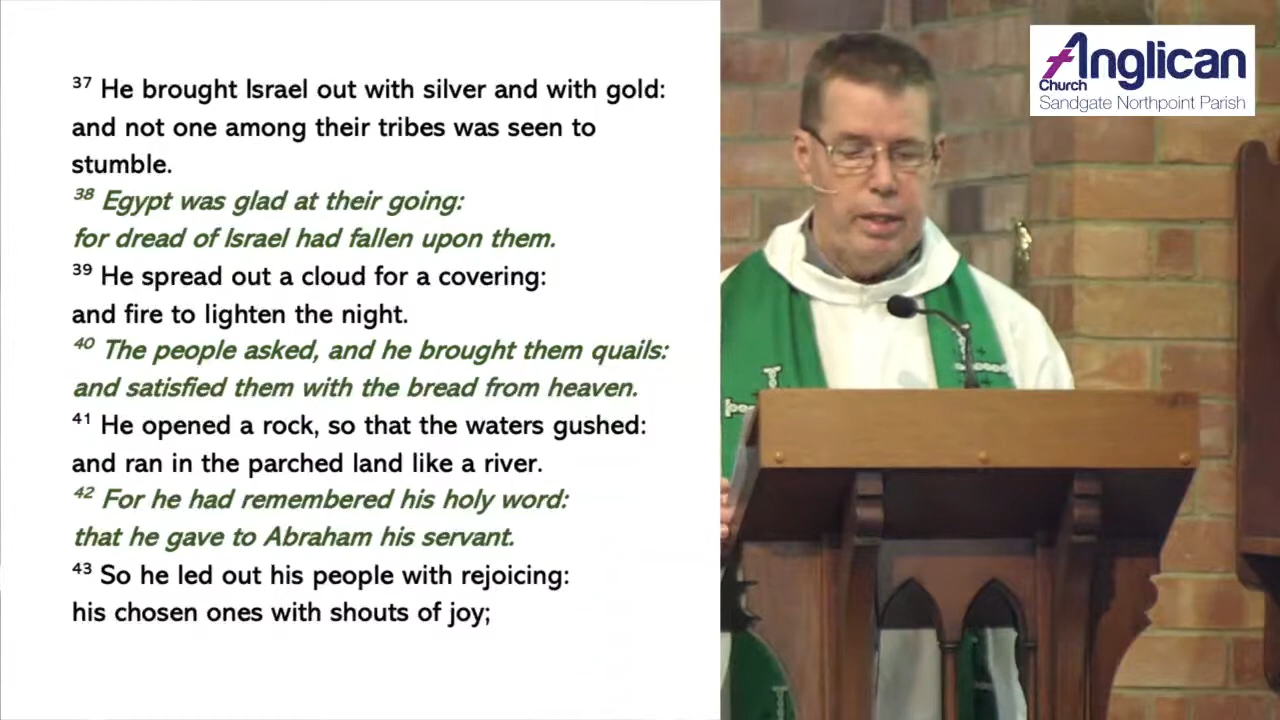 ³⁷ He brought Israel out with silver and with gold:
and not one among their tribes was seen to
stumble.
³⁸ Egypt was glad at their going:
for dread of Israel had fallen upon them.
³⁹ He spread out a cloud for a covering:
and fire to lighten the night.
⁴⁰ The people asked, and he brought them quails:
and satisfied them with the bread from heaven.
⁴¹ He opened a rock, so that the waters gushed:
and ran in the parched land like a river.
⁴² For he had remembered his holy word:
that he gave to Abraham his servant.
⁴³ So he led out his people with rejoicing:
his chosen ones with shouts of joy;
Anglican
Church
Sandgate Northpoint Parish